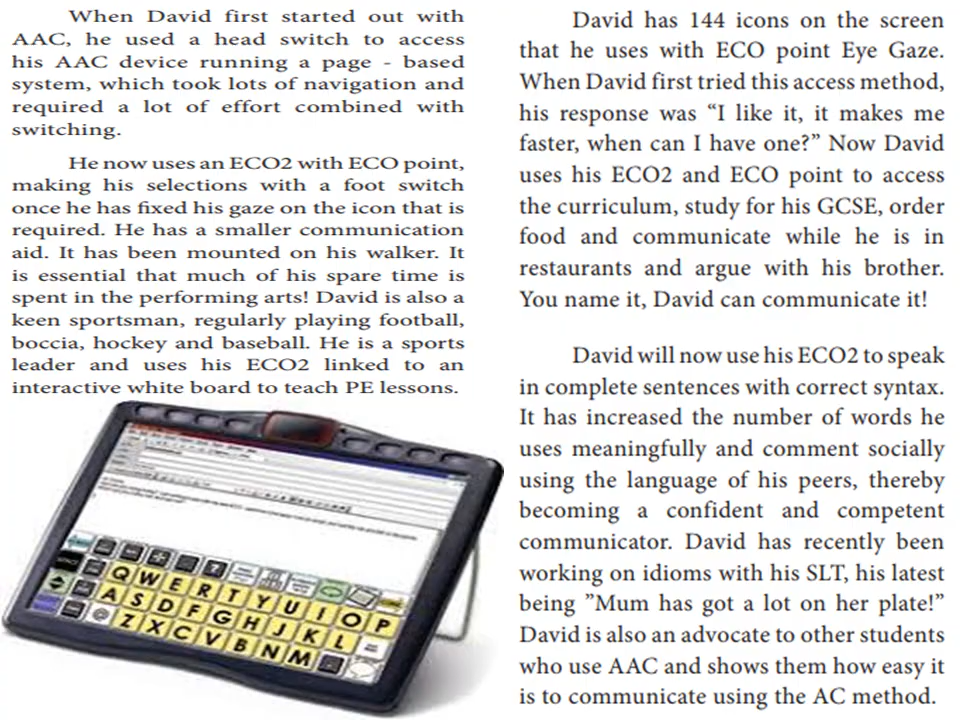 When David first started out with
AAC, he used a head switch to access
his AAC device running a page - based
system, which took lots of navigation and
required a lot of effort combined with
switching.
He now uses an ECO2 with ECO point,
making his selections with a foot switch
once he has fixed his gaze on the icon that is
required. He has a smaller communication
aid. It has been mounted on his walker. It
is essential that much of his spare time is
spent in the performing arts! David is also a
keen sportsman, regularly playing football,
boccia, hockey and baseball. He is a sports
leader and uses his ECO2 linked to an
interactive white board to teach PE lessons.
Q W E R T Y U I O P
A S D F G H J K L
@ Z X C V B N M
David has 144 icons on the screen
that he uses with ECO point Eye Gaze.
When David first tried this access method,
his response was “I like it, it makes me
faster, when can I have one?” Now David
uses his ECO2 and ECO point to access
the curriculum, study for his GCSE, order
food and communicate while he is in
restaurants and argue with his brother.
You name it, David can communicate it!
David will now use his ECO2 to speak
in complete sentences with correct syntax.
It has increased the number of words he
uses meaningfully and comment socially
using the language of his peers, thereby
becoming a confident and competent
communicator. David has recently been
working on idioms with his SLT, his latest
being ”Mum has got a lot on her plate!”
David is also an advocate to other students
who use AAC and shows them how easy it
is to communicate using the AC method.